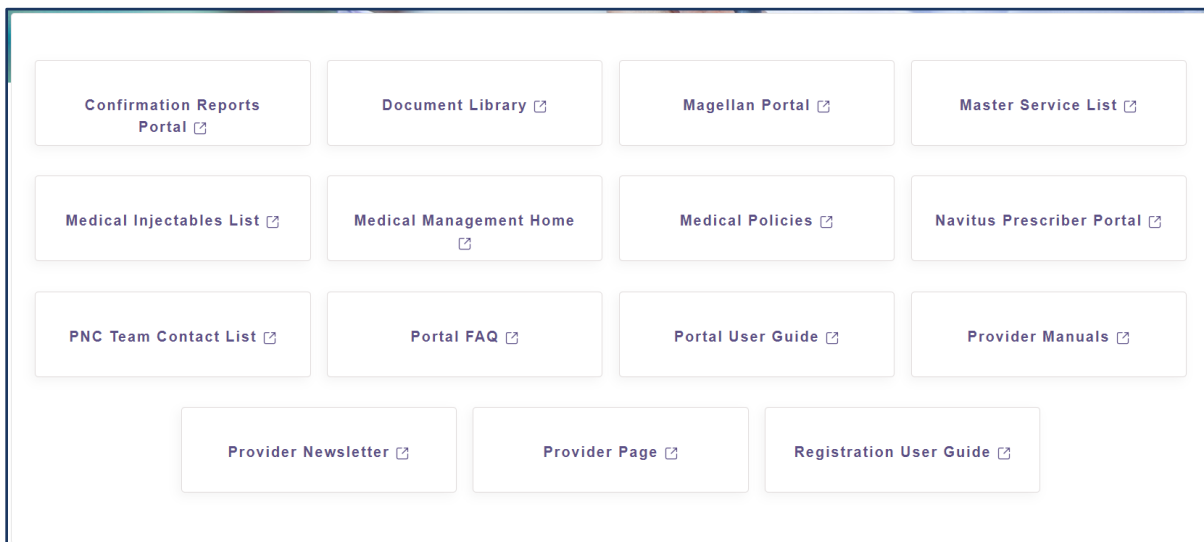 Confirmation Reports
Portal
Document Library
Magellan Portal
Master Service List
Medical Injectables List
Medical Management Home
Medical Policies
Navitus Prescriber Portal
PNC Team Contact List
Portal FAQ
Portal User Guide
Provider Manuals
Provider Newsletter
Provider Page
Registration User Guide